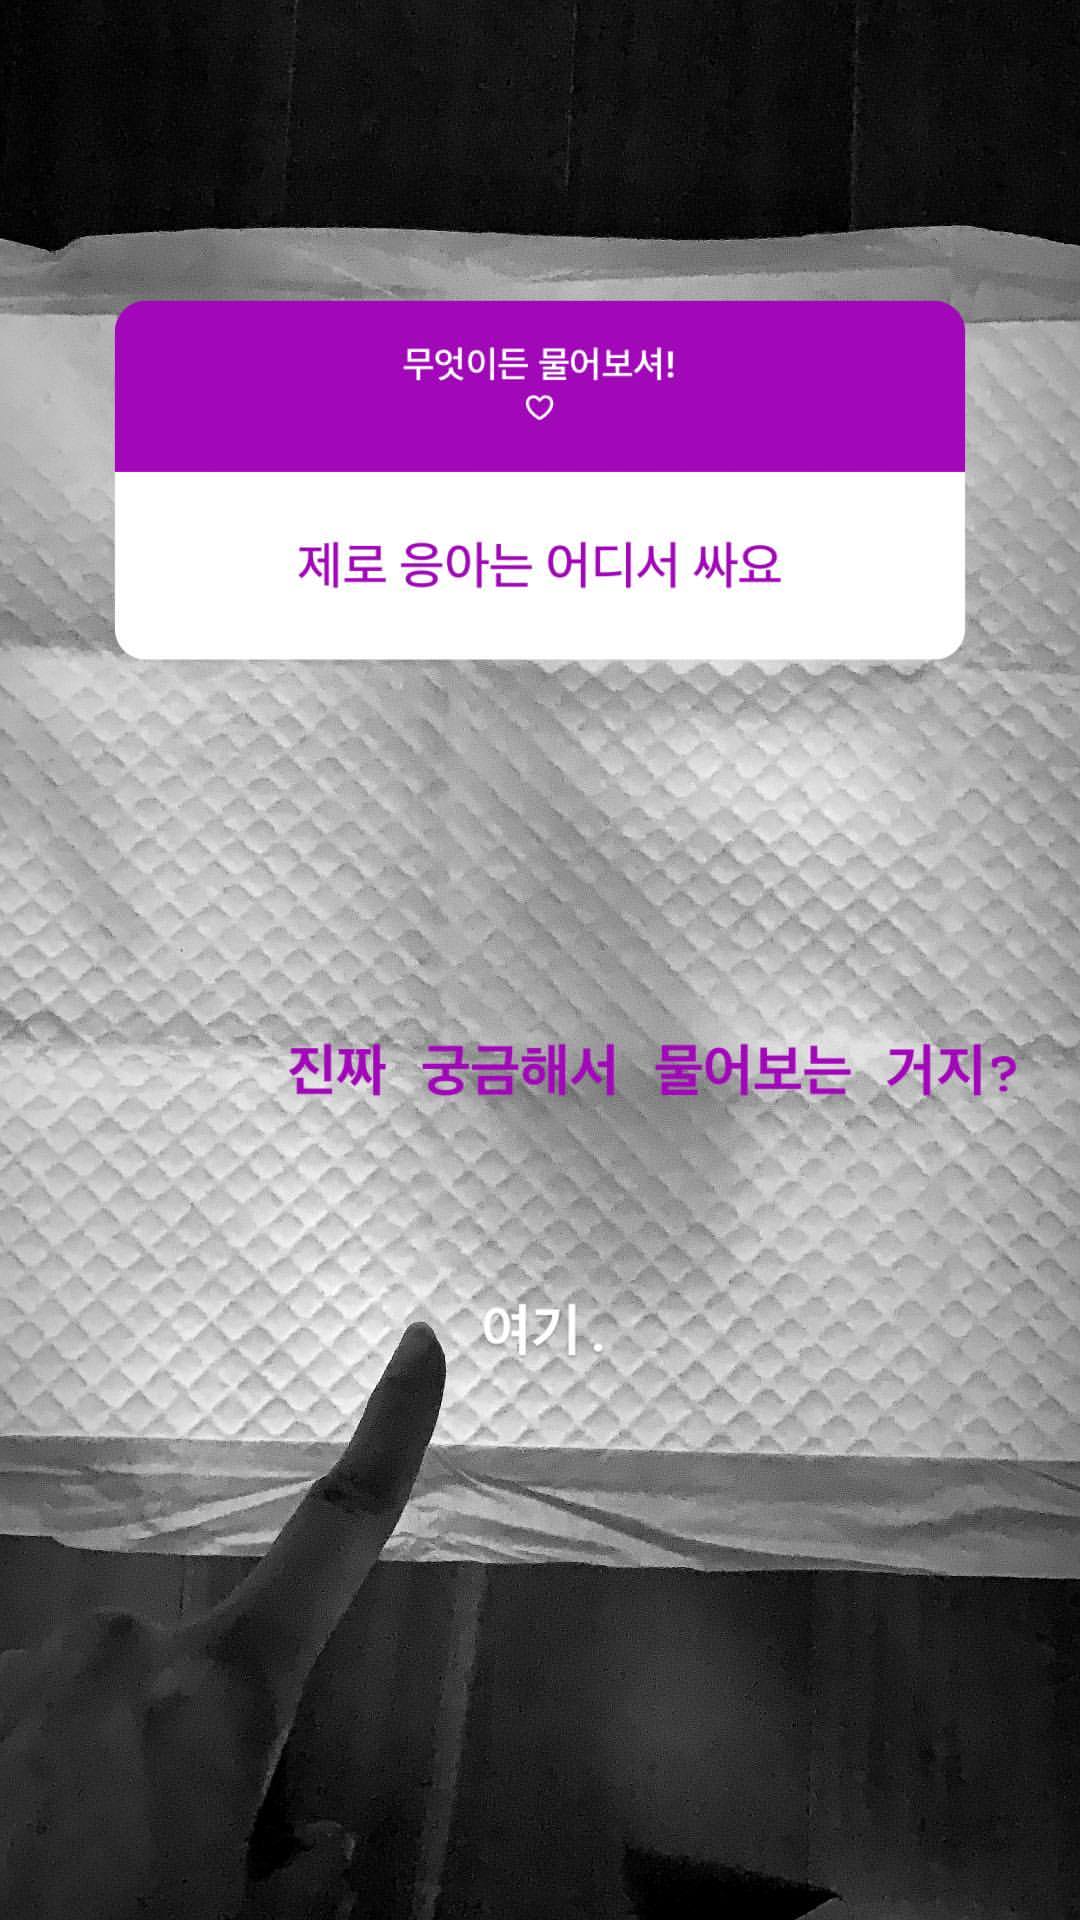 무엇이든 물어보셔!
♡
제로 응아는 어디서 싸요
진짜 궁금해서 물어보는 거지?
여기.